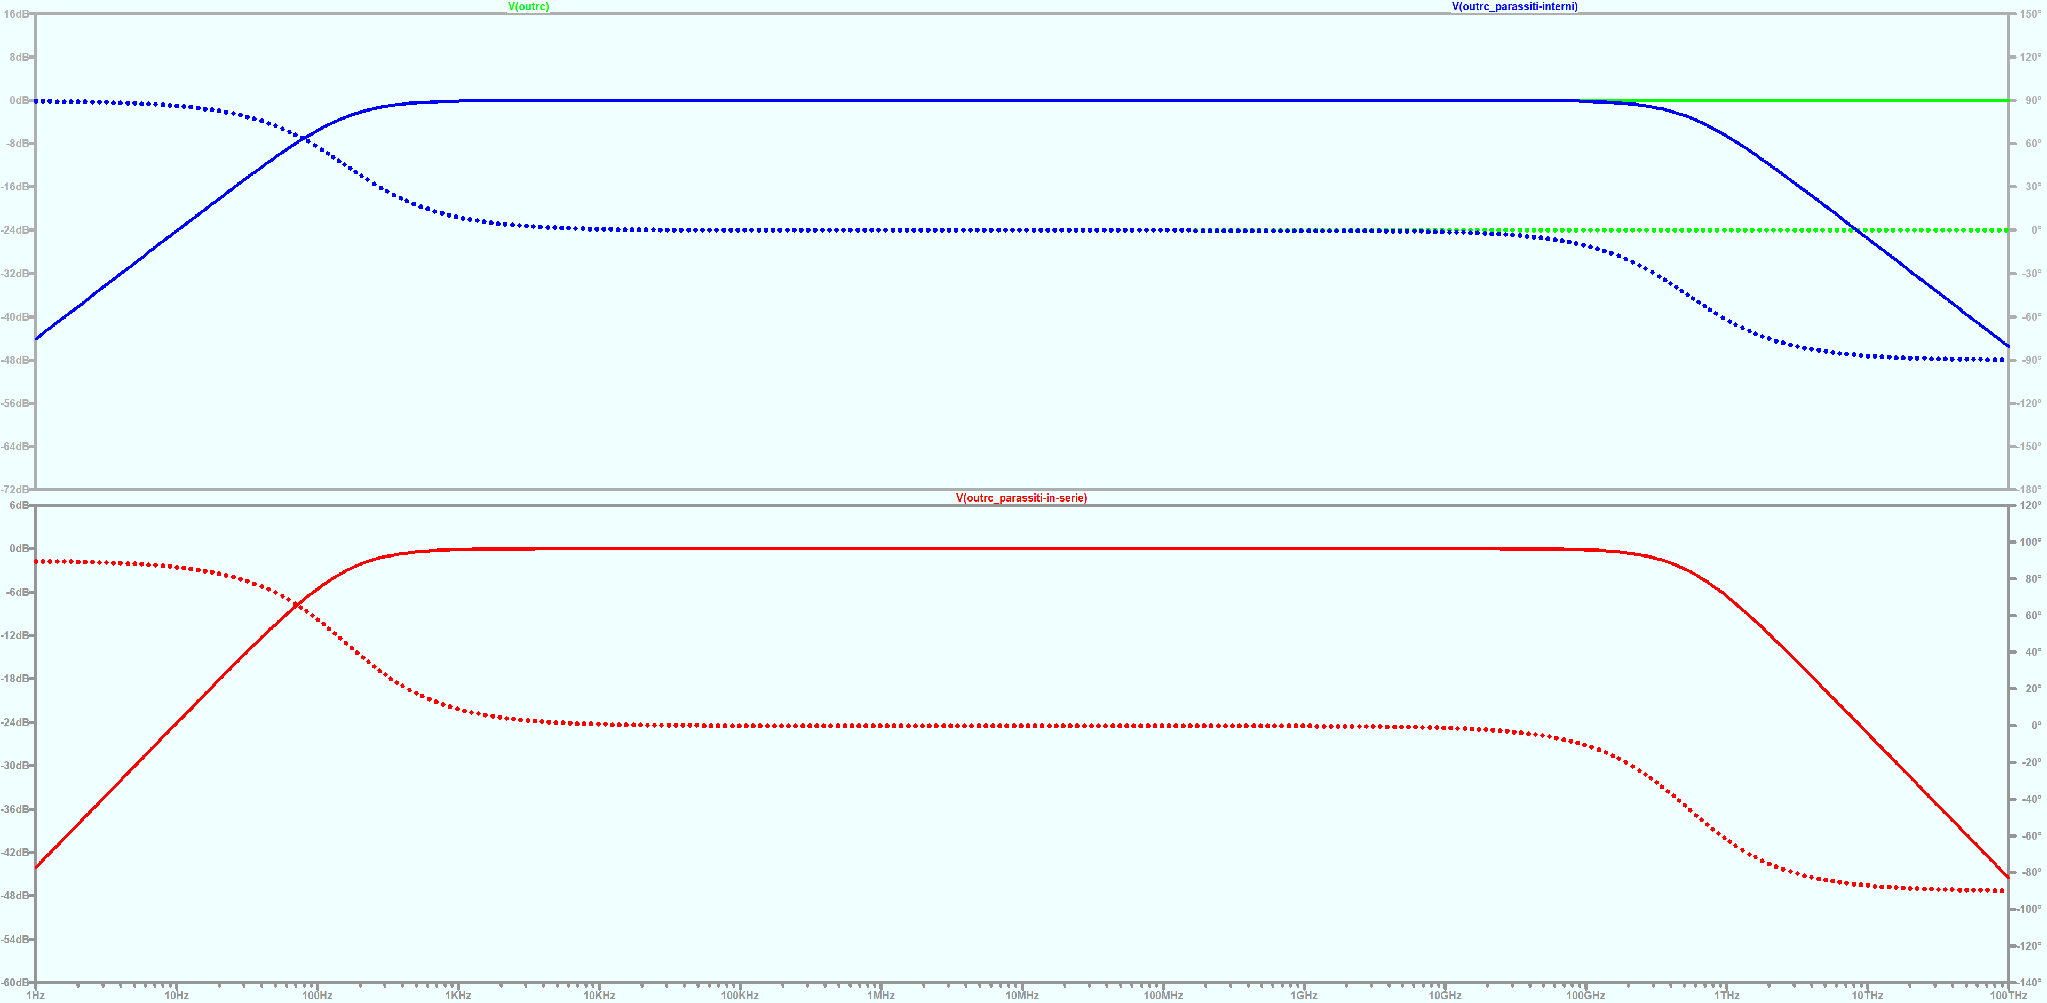 V(outrc) V(outrc_parassiti-interni)
16dB 150°
8dB 120°
0dB 90°
-8dB 60°
-16dB 30°
-24dB 0°
-32dB -30°
-40dB -60°
-48dB -90°
-56dB -120°
-64dB -150°
-72dB -180°
V(outrc_parassiti-in-serie)
6dB 120°
0dB 100°
-6dB 80°
-12dB 60°
-18dB 40°
-24dB 20°
-30dB 0°
-36dB -20°
-42dB -40°
-48dB -60°
-54dB -80°
-60dB -100°
-120°
-140°
1Hz 10Hz 100Hz 1KHz 10KHz 100KHz 1MHz 10MHz 100MHz 1GHz 10GHz 100GHz 1THz 10THz 100THz